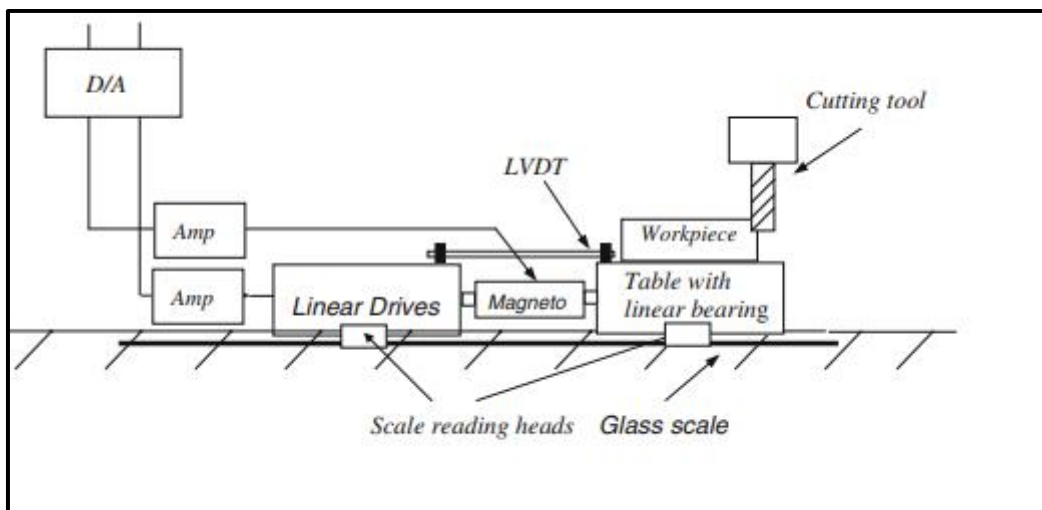 D/A
Cutting tool
LVDT
Amp
Workpiece
Amp
Linear Drives
Magneto
Table with
linear bearing
Scale reading heads
Glass scale